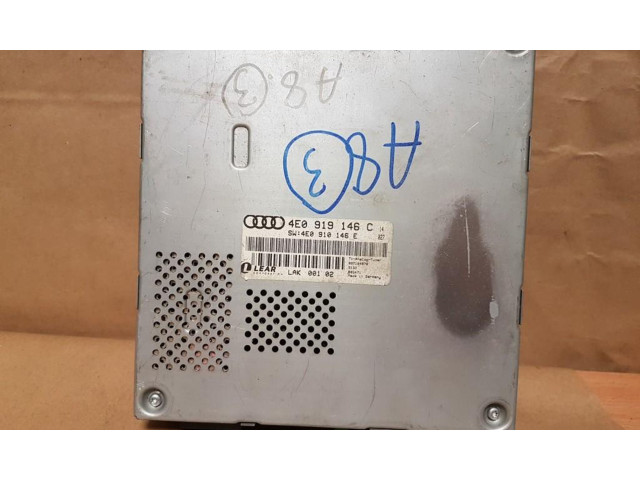 A8 3
A8 3
4E0 919 146 C
SW:4E0 910 146 E
LEAR LAK 001 02
Made in Germany